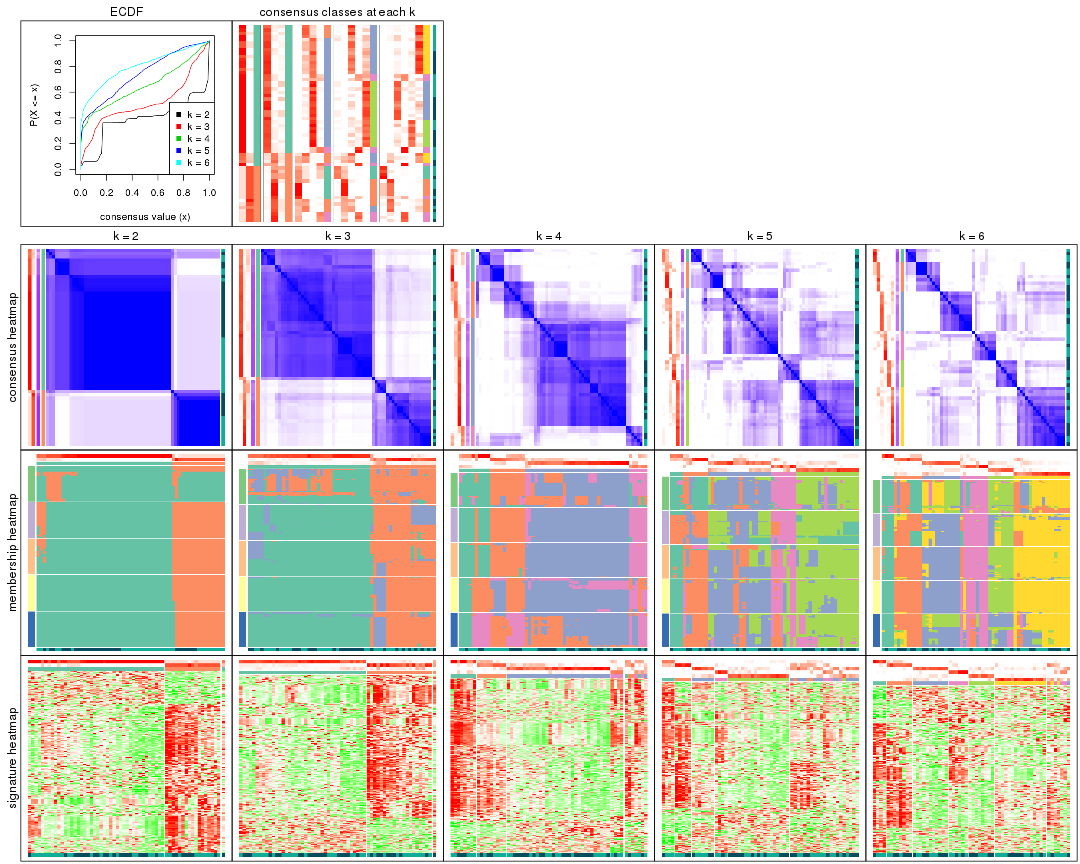 ECDF
consensus classes at each k
P(X <= x)
0.0 0.2 0.4 0.6 0.8 1.0
k = 2
k = 3
k = 4
k = 5
k = 6
0.0 0.2 0.4 0.6 0.8 1.0
consensus value (x)
k = 2 k = 3 k = 4 k = 5 k = 6
consensus heatmap
membership heatmap
signature heatmap